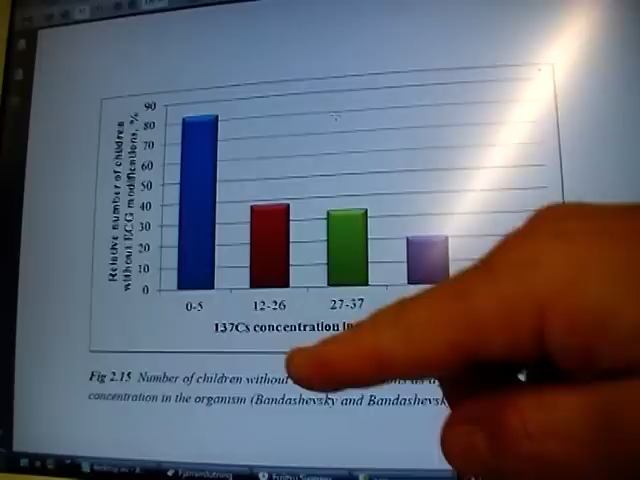 90
80
70
60
50
40
30
20
10
0
Relative number of children
without ECG modifications, %
0-5
12-26
27-37
137Cs concentration in
Fig 2.15 Number of children without
concentration in the organism (Bandashevsky and